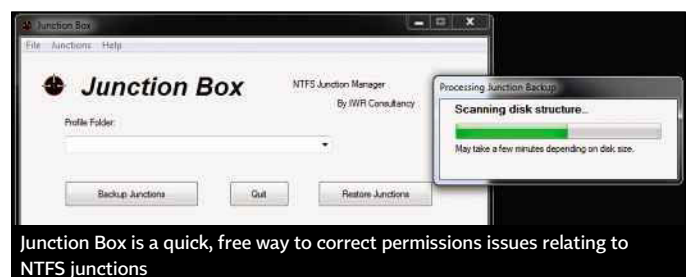 Junction Box
File Junctions Help
Junction Box
NTFS Junction Manager
By IWR Consultancy
Profile Folder:
Backup Junctions
Quit
Restore Junctions
Processing Junction Backup
Scanning disk structure...
May take a few minutes depending on disk size.
Junction Box is a quick, free way to correct permissions issues relating to
NTFS junctions